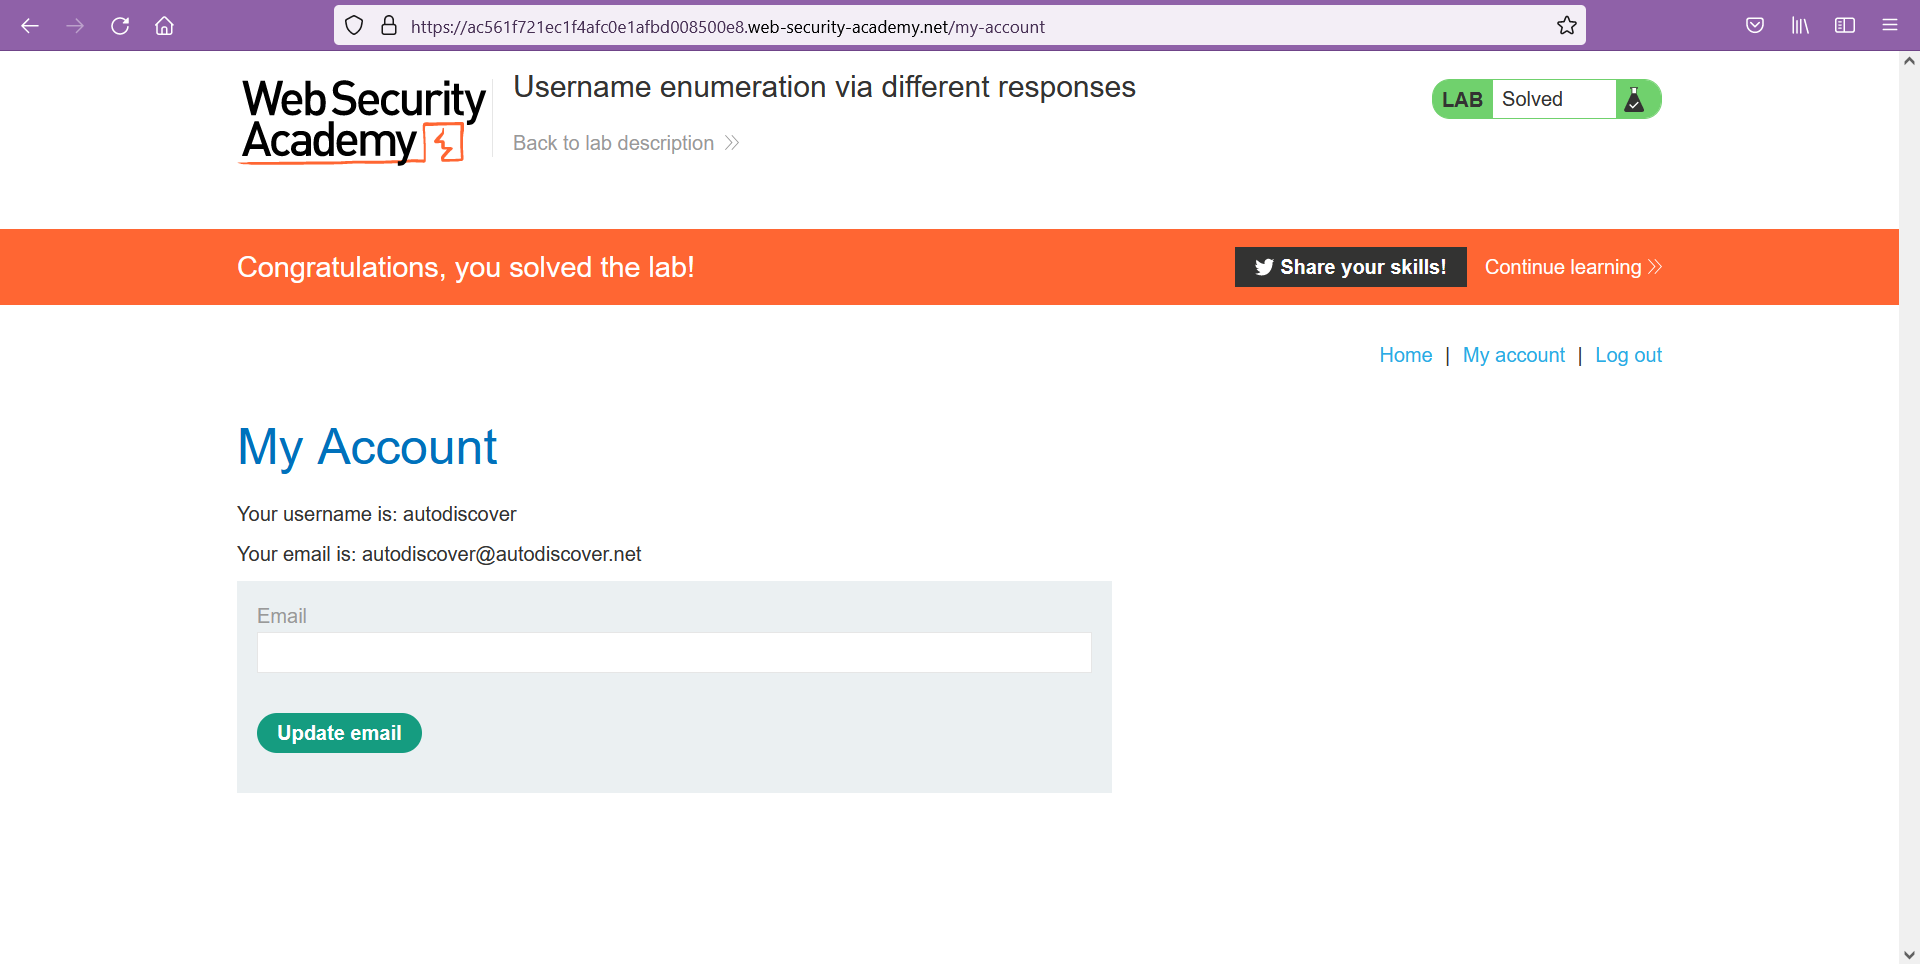 https://ac561f721ec1f4afc0e1afbd008500e8.web-security-academy.net/my-account
Web Security
Academy
Username enumeration via different responses
Back to lab description
LAB Solved
Congratulations, you solved the lab!
Share your skills!
Continue learning
Home | My account | Log out
My Account
Your username is: autodiscover
Your email is: autodiscover@autodiscover.net
Email
Update email